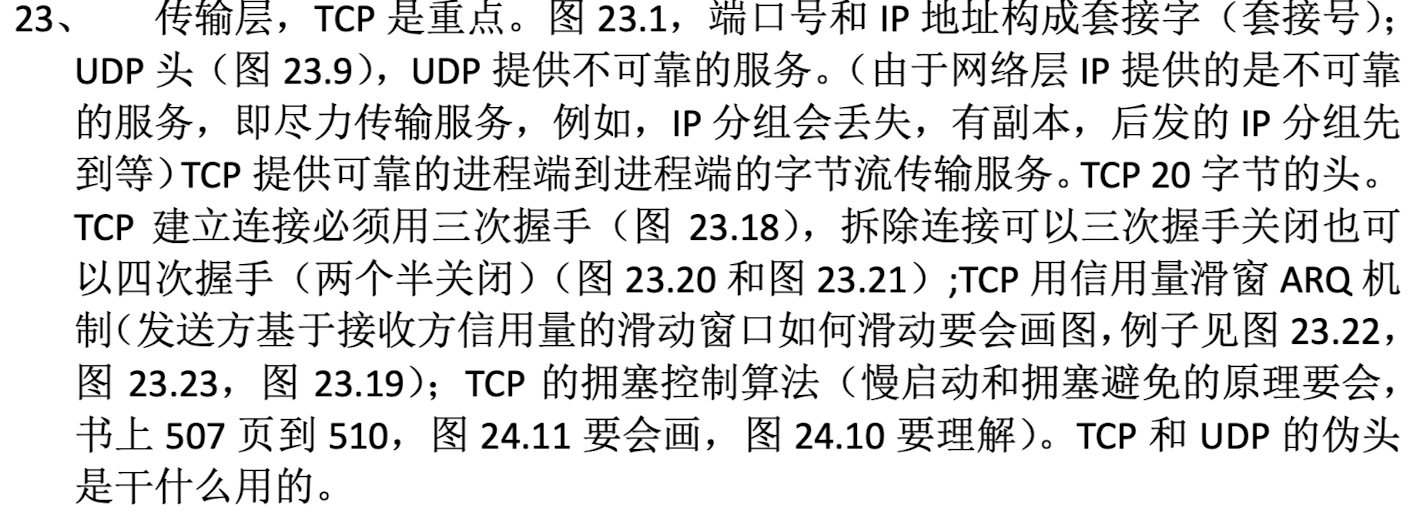 23、 传输层，TCP 是重点。图 23.1，端口号和 IP 地址构成套接字（套接号）；
UDP 头（图 23.9），UDP 提供不可靠的服务。（由于网络层 IP 提供的是不可靠
的服务，即尽力传输服务，例如，IP 分组会丢失，有副本，后发的 IP 分组先
到等）TCP 提供可靠的进程端到进程端的字节流传输服务。TCP 20 字节的头。
TCP 建立连接必须用三次握手（图 23.18），拆除连接可以三次握手关闭也可
以四次握手（两个半关闭）（图 23.20 和图 23.21）;TCP 用信用量滑窗 ARQ 机
制（发送方基于接收方信用量的滑动窗口如何滑动要会画图，例子见图 23.22，
图 23.23，图 23.19）；TCP 的拥塞控制算法（慢启动和拥塞避免的原理要会，
书上 507 页到 510，图 24.11 要会画，图 24.10 要理解）。TCP 和 UDP 的伪头
是干什么用的。